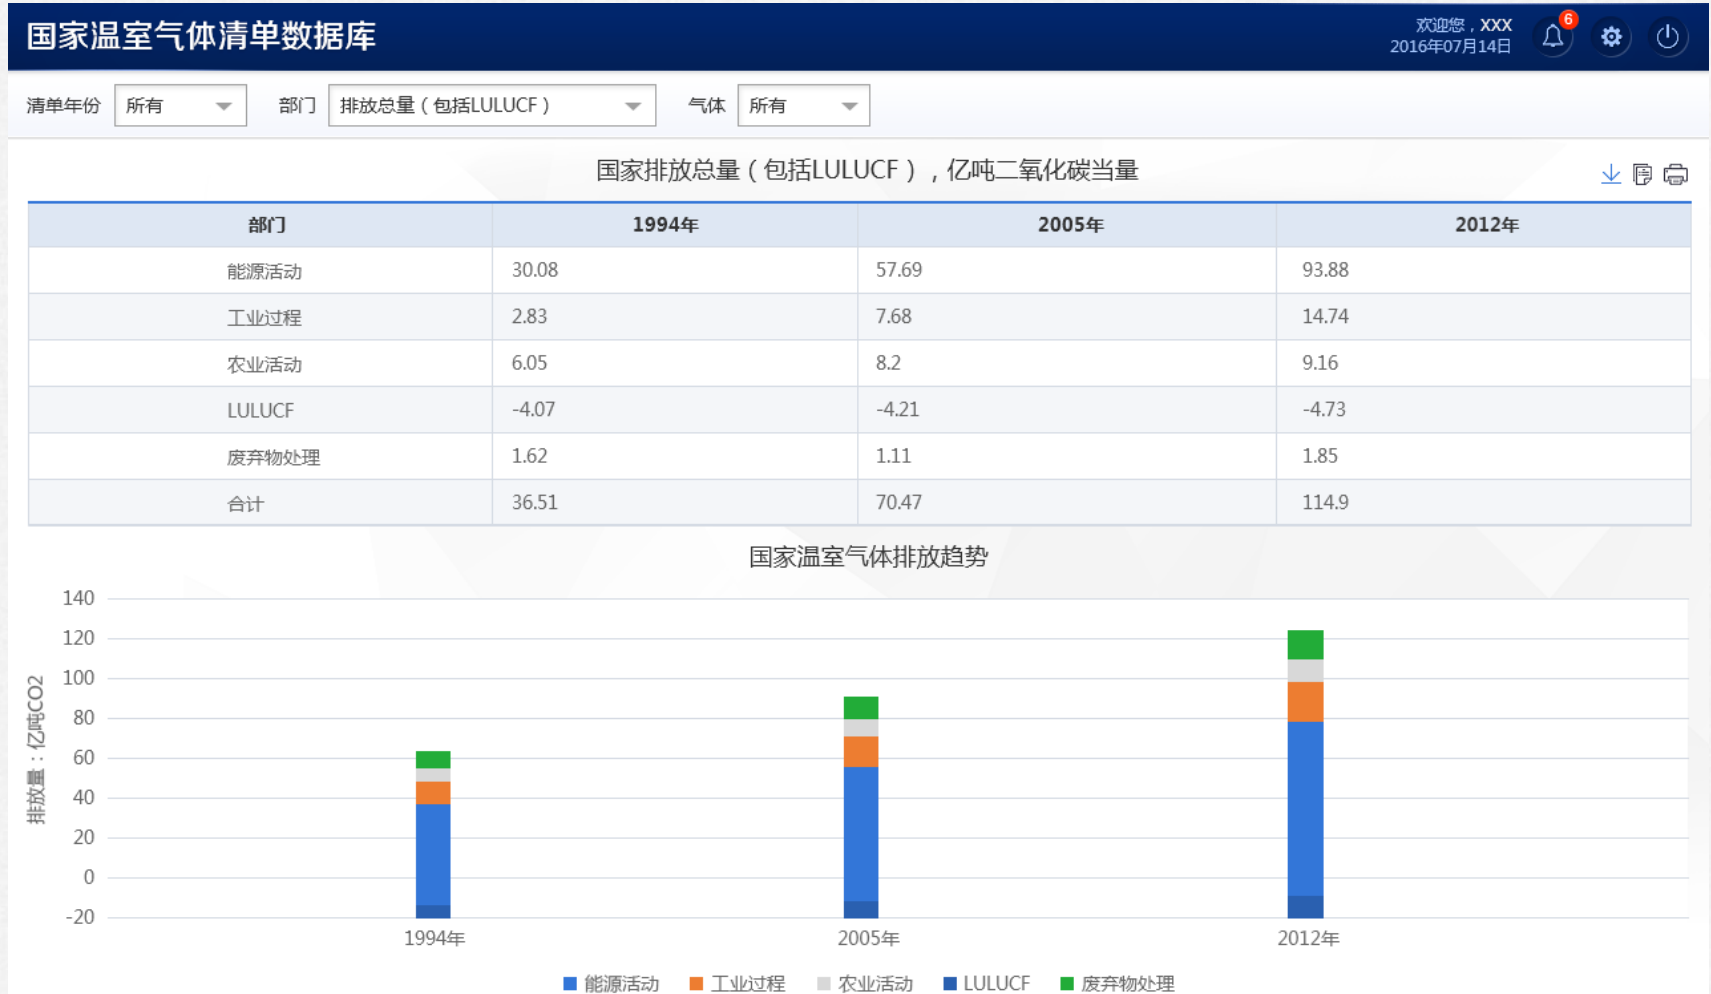 国家温室气体清单数据库
欢迎您，XXX
2016年07月14日
6
清单年份 所有 部门 排放总量（包括LULUCF） 气体 所有
国家排放总量（包括LULUCF），亿吨二氧化碳当量
部门 1994年 2005年 2012年
能源活动 30.08 57.69 93.88
工业过程 2.83 7.68 14.74
农业活动 6.05 8.2 9.16
LULUCF -4.07 -4.21 -4.73
废弃物处理 1.62 1.11 1.85
合计 36.51 70.47 114.9
国家温室气体排放趋势
排放量：亿吨CO2
140
120
100
80
60
40
20
0
-20
1994年 2005年 2012年
能源活动 工业过程 农业活动 LULUCF 废弃物处理